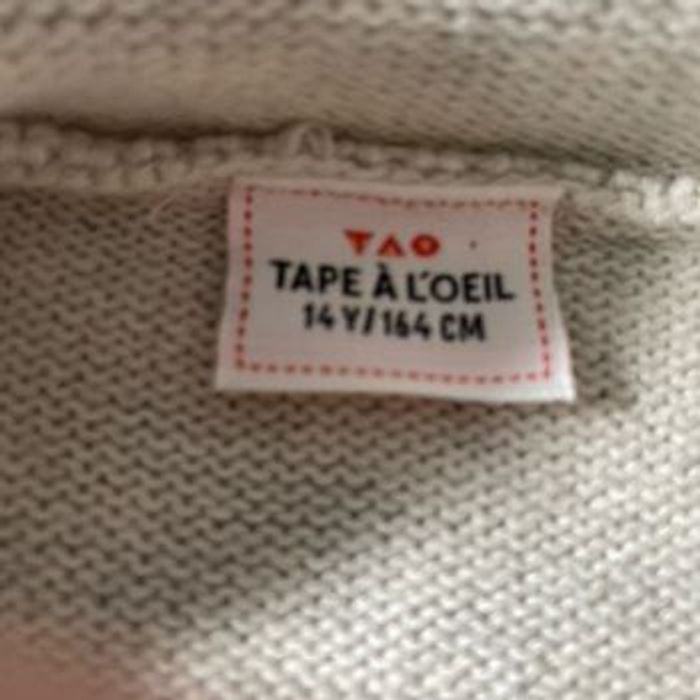 TAO
TAPE À L'OEIL
14 Y/164 CM